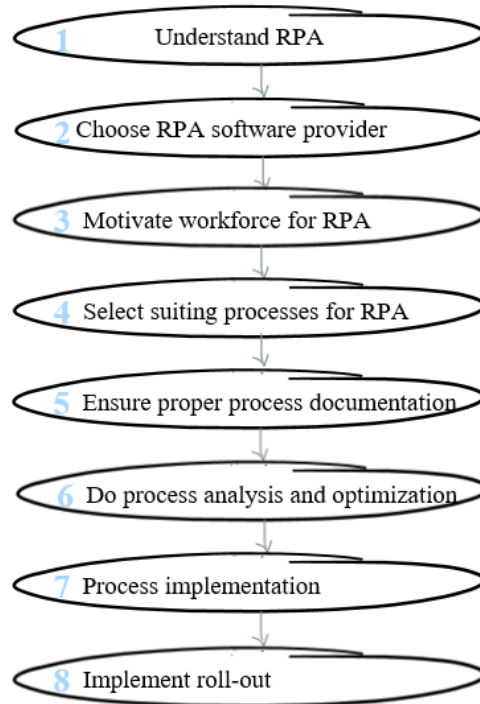 1 Understand RPA
2 Choose RPA software provider
3 Motivate workforce for RPA
4 Select suiting processes for RPA
5 Ensure proper process documentation
6 Do process analysis and optimization
7 Process implementation
8 Implement roll-out